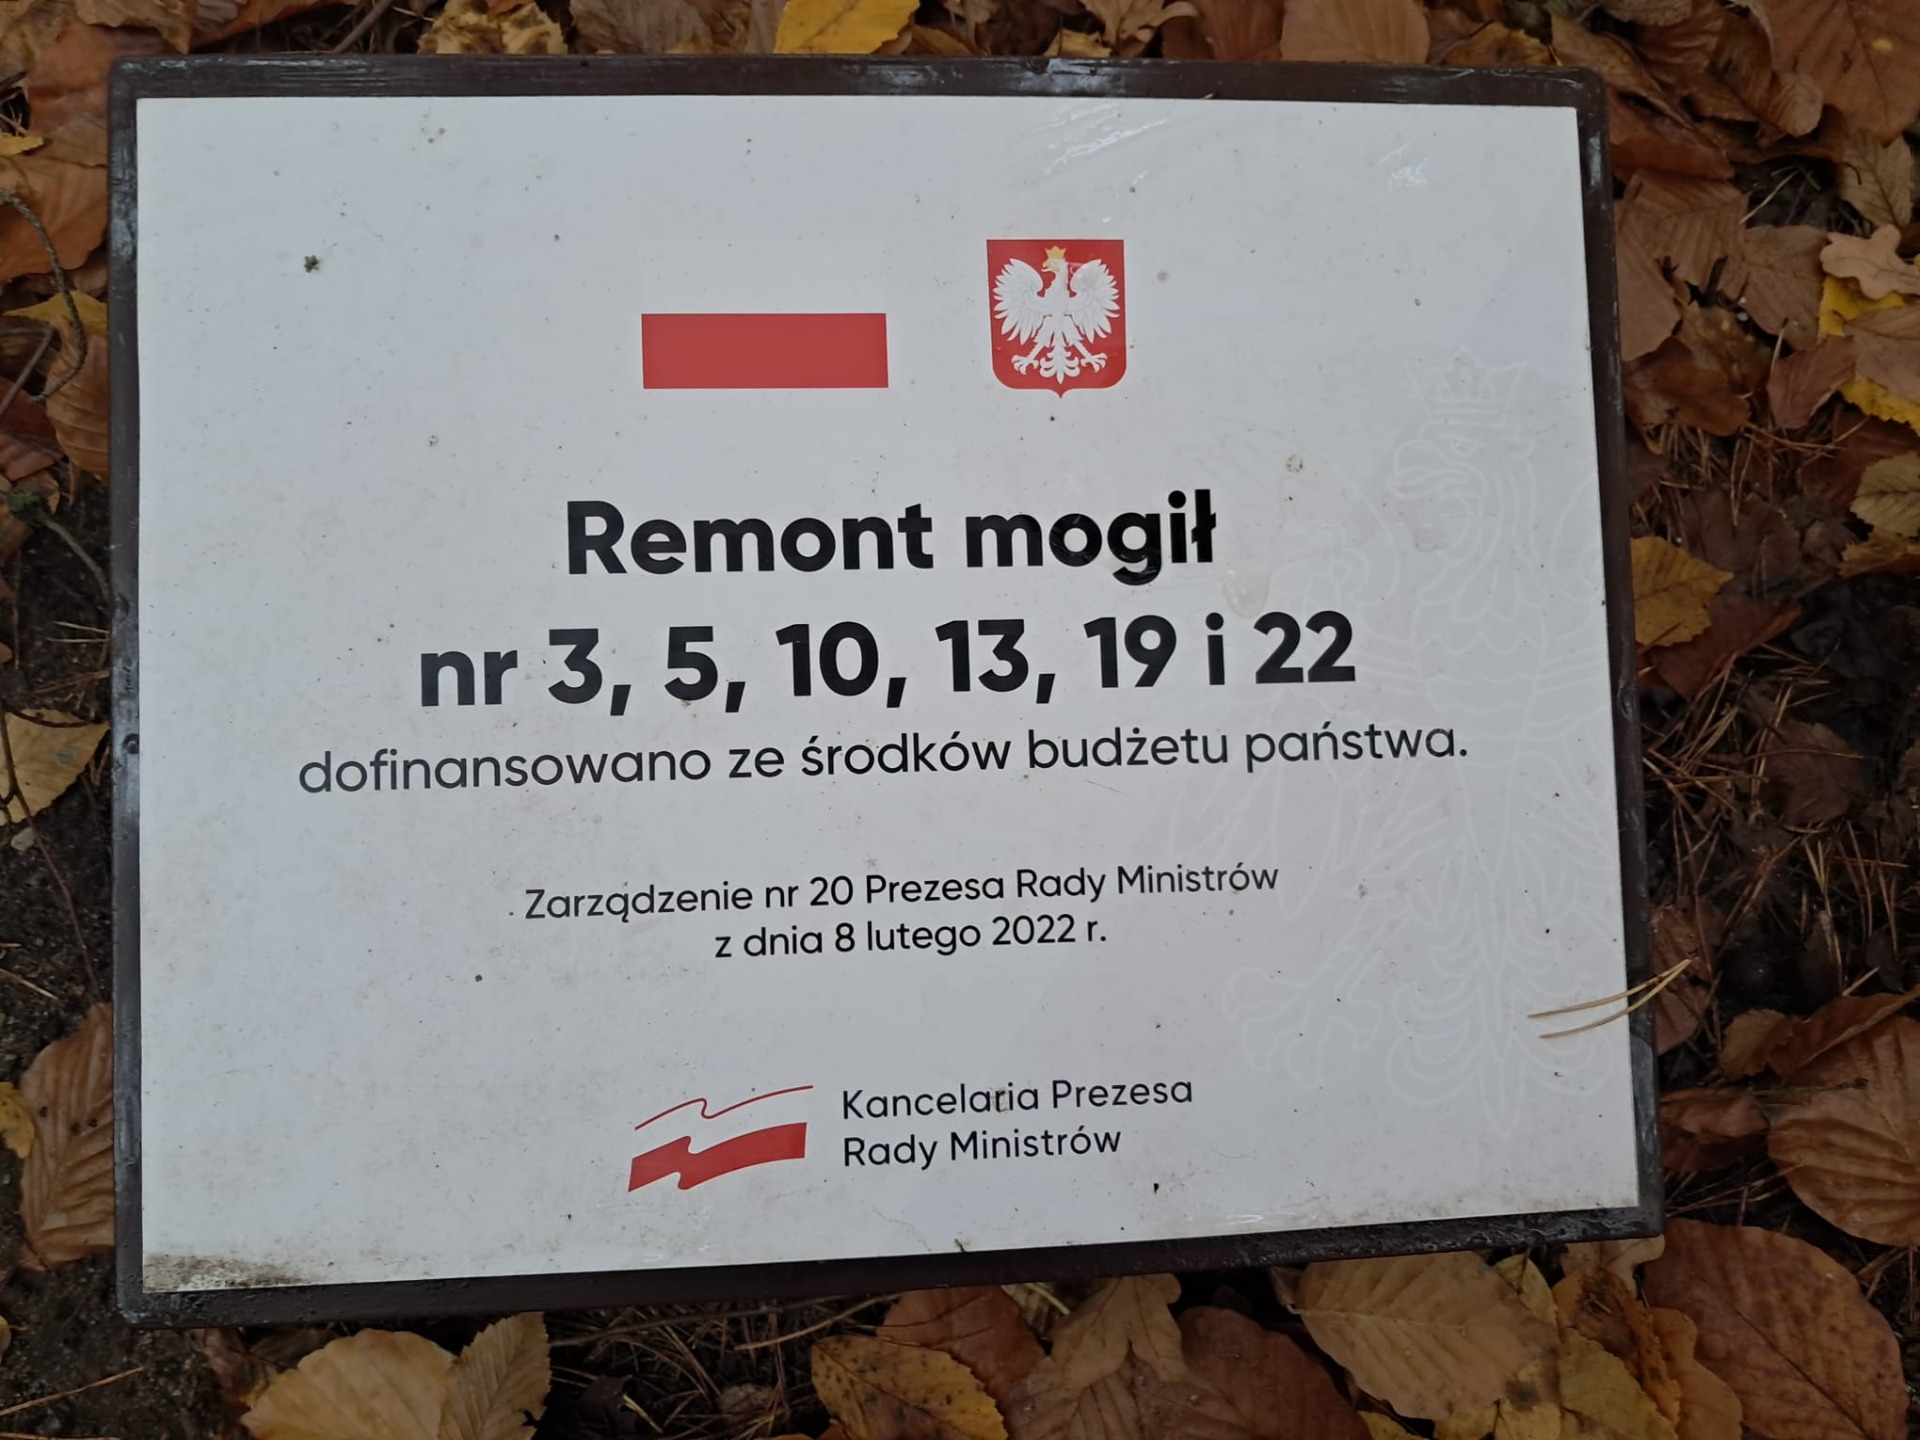 Remont mogił
nr 3, 5, 10, 13, 19 i 22
dofinansowano ze środków budżetu państwa.
Zarządzenie nr 20 Prezesa Rady Ministrów
z dnia 8 lutego 2022 r.
Kancelaria Prezesa
Rady Ministrów